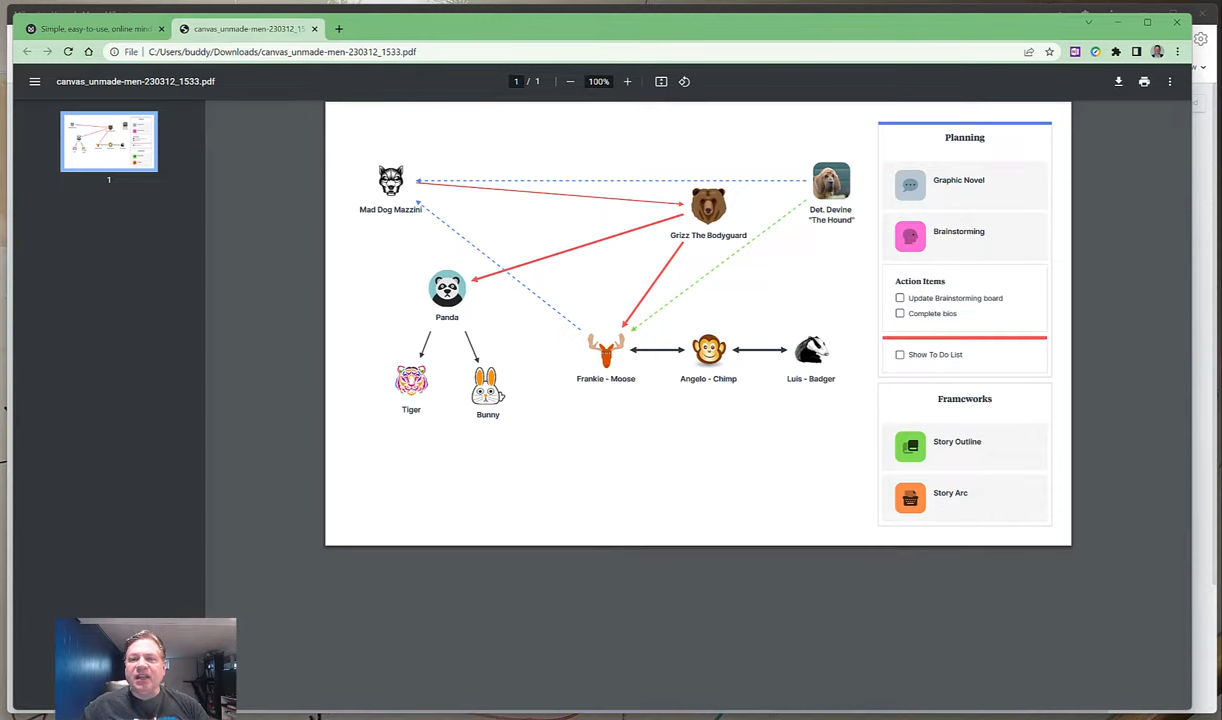 Simple, easy-to-use, online mind
canvas_unmade-men-230312_15
File
C:/Users/buddy/Downloads/canvas_unmade-men-230312_1533.pdf
canvas_unmade-men-230312_1533.pdf
1 / 1
100%
1
Mad Dog Mazzini
Grizz The Bodyguard
Det. Devine
"The Hound"
Panda
Tiger
Bunny
Frankie - Moose
Angelo - Chimp
Luis - Badger
Planning
Graphic Novel
Brainstorming
Action Items
Update Brainstorming board
Complete bios
Show To Do List
Frameworks
Story Outline
Story Arc